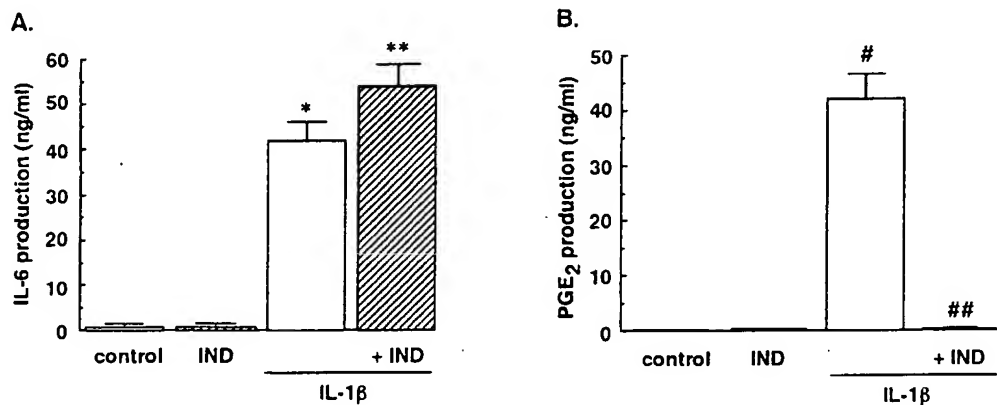 A.
IL-6 production (ng/ml)
60
50
40
30
20
10
0
*
**
control IND + IND
IL-1β
B.
PGE2 production (ng/ml)
50
40
30
20
10
0
#
##
control IND + IND
IL-1β